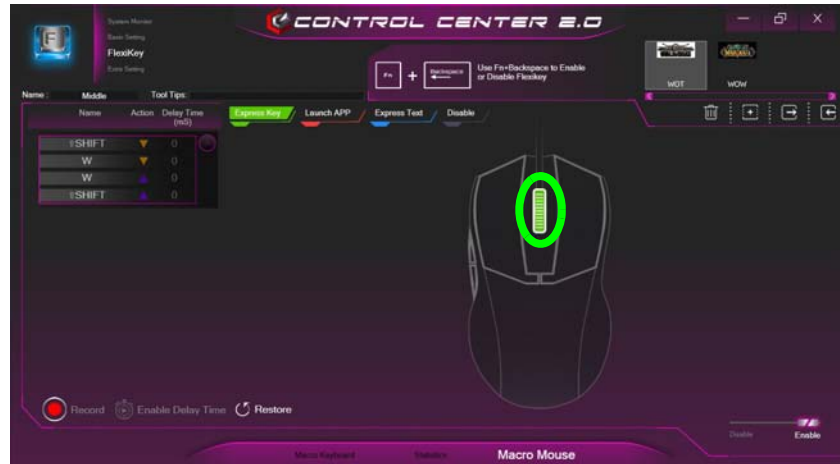 System Monitor
Basic Setting
FlexiKey
Extra Setting
CONTROL CENTER 2.0
Fn + Backspace
Use Fn+Backspace to Enable
or Disable Flexikey
WOT WOW
Name : Middle Tool Tips:
Name Action Delay Time
(mS)
Express Key Launch APP Express Text Disable
⇧SHIFT 0
W 0
W 0
⇧SHIFT 0
Record Enable Delay Time Restore
Disable Enable
Macro Keyboard Statistics Macro Mouse